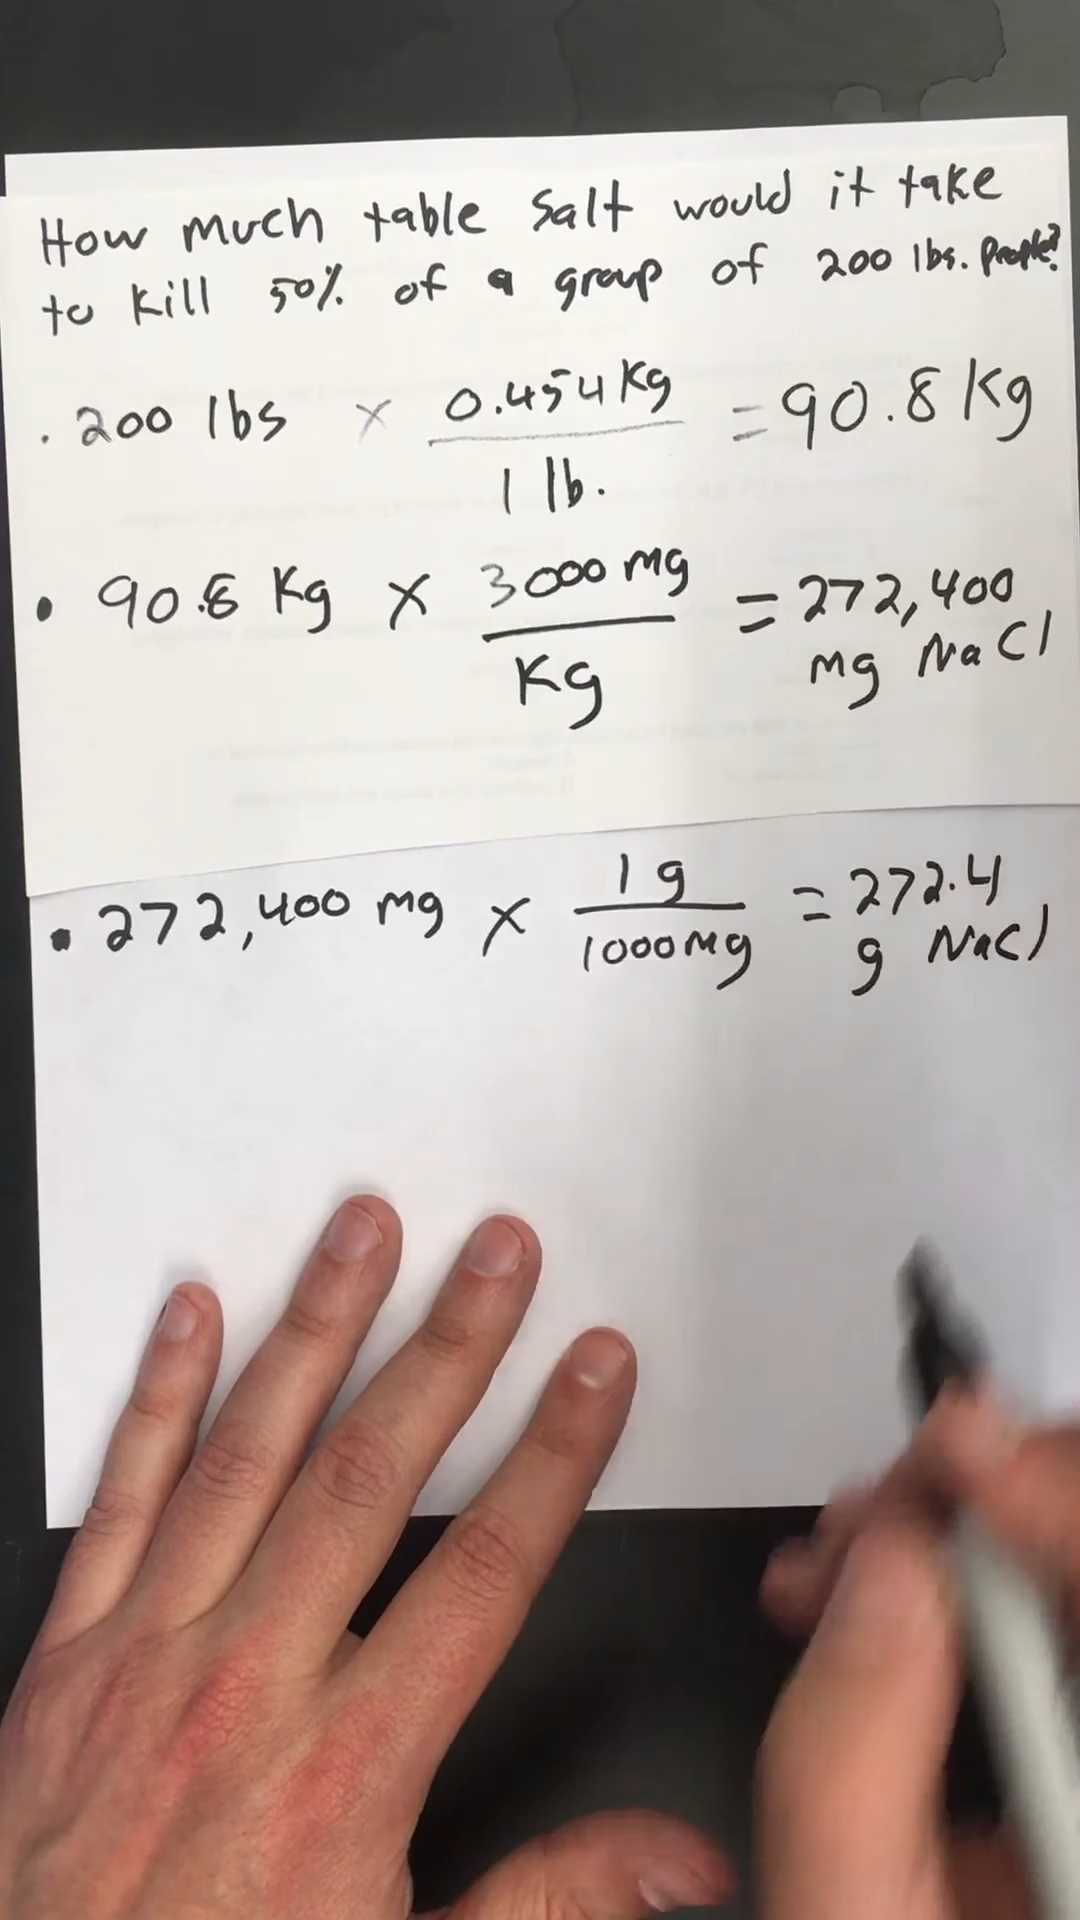 How much table salt would it take
to kill 50% of a group of 200 lbs. people?
. 200 lbs x 0.454 Kg / 1 lb. = 90.8 Kg
• 90.8 Kg x 3000 mg / Kg = 272,400
mg NaCl
• 272,400 mg x 1 g / 1000 mg = 272.4
g NaCl